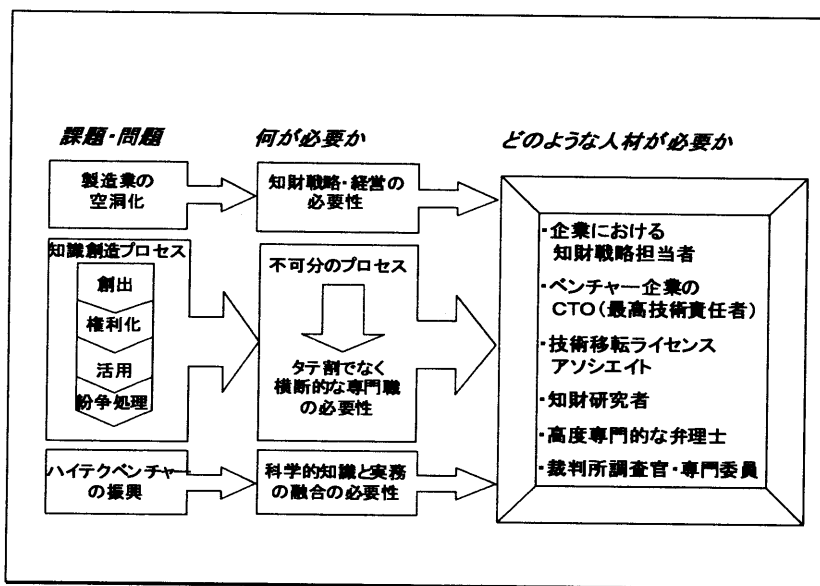 課題・問題
何が必要か
どのような人材が必要か
製造業の
空洞化
知財戦略・経営の
必要性
知識創造プロセス
創出
権利化
活用
紛争処理
不可分のプロセス
タテ割でなく
横断的な専門職
の必要性
ハイテクベンチャー
の振興
科学的知識と実務
の融合の必要性
・企業における
知財戦略担当者
・ベンチャー企業の
CTO(最高技術責任者)
・技術移転ライセンス
アソシエイト
・知財研究者
・高度専門的な弁理士
・裁判所調査官・専門委員